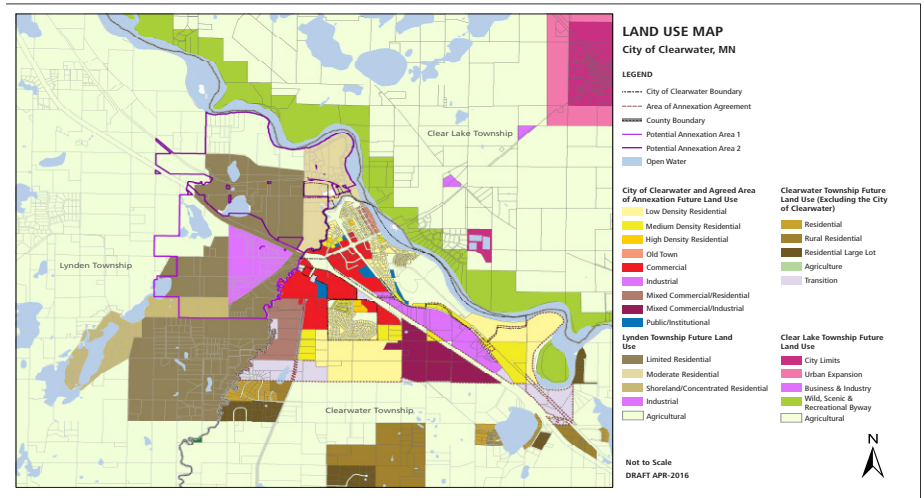 LAND USE MAP
City of Clearwater, MN
LEGEND
City of Clearwater Boundary
Area of Annexation Agreement
County Boundary
Potential Annexation Area 1
Potential Annexation Area 2
Open Water
City of Clearwater and Agreed Area
of Annexation Future Land Use
Low Density Residential
Medium Density Residential
High Density Residential
Old Town
Commercial
Industrial
Mixed Commercial/Residential
Mixed Commercial/Industrial
Public/Institutional
Clearwater Township Future
Land Use (Excluding the City
of Clearwater)
Residential
Rural Residential
Residential Large Lot
Agriculture
Transition
Lynden Township Future Land
Use
Limited Residential
Moderate Residential
Shoreland/Concentrated Residential
Industrial
Agricultural
Clear Lake Township Future
Land Use
City Limits
Urban Expansion
Business & Industry
Wild, Scenic &
Recreational Byway
Agricultural
Clear Lake Township
Lynden Township
Clearwater Township
Not to Scale
DRAFT APR-2016
N